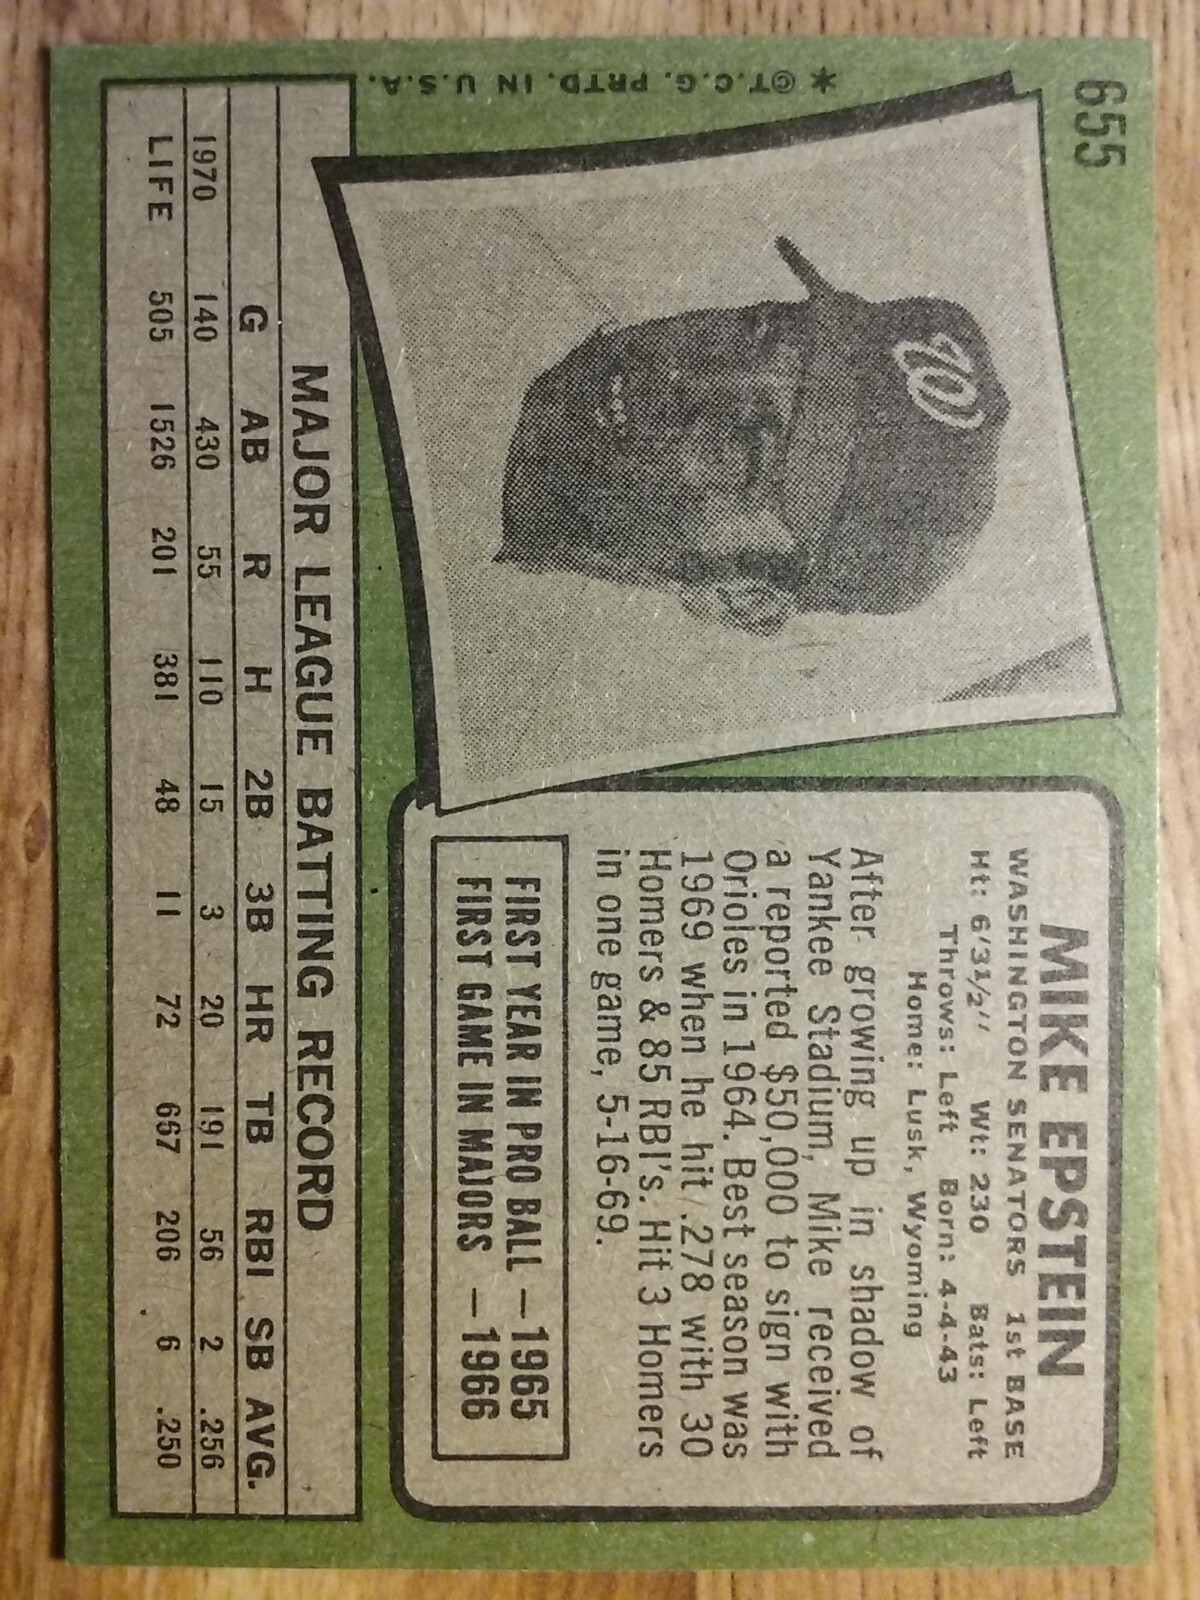 655
* ©T.C.G. PRTD. IN U.S.A.
W
MIKE EPSTEIN
WASHINGTON SENATORS 1st BASE
Ht: 6'3½" Wt: 230 Bats: Left
Throws: Left Born: 4-4-43
Home: Lusk, Wyoming
After growing up in shadow of
Yankee Stadium, Mike received
a reported $50,000 to sign with
Orioles in 1964. Best season was
1969 when he hit .278 with 30
Homers & 85 RBI's. Hit 3 Homers
in one game, 5-16-69.
FIRST YEAR IN PRO BALL —1965
FIRST GAME IN MAJORS —1966
MAJOR LEAGUE BATTING RECORD
G AB R H 2B 3B HR TB RBI SB AVG.
1970 140 430 55 110 15 3 20 191 56 2 .256
LIFE 505 1526 201 381 48 11 72 667 206 6 .250